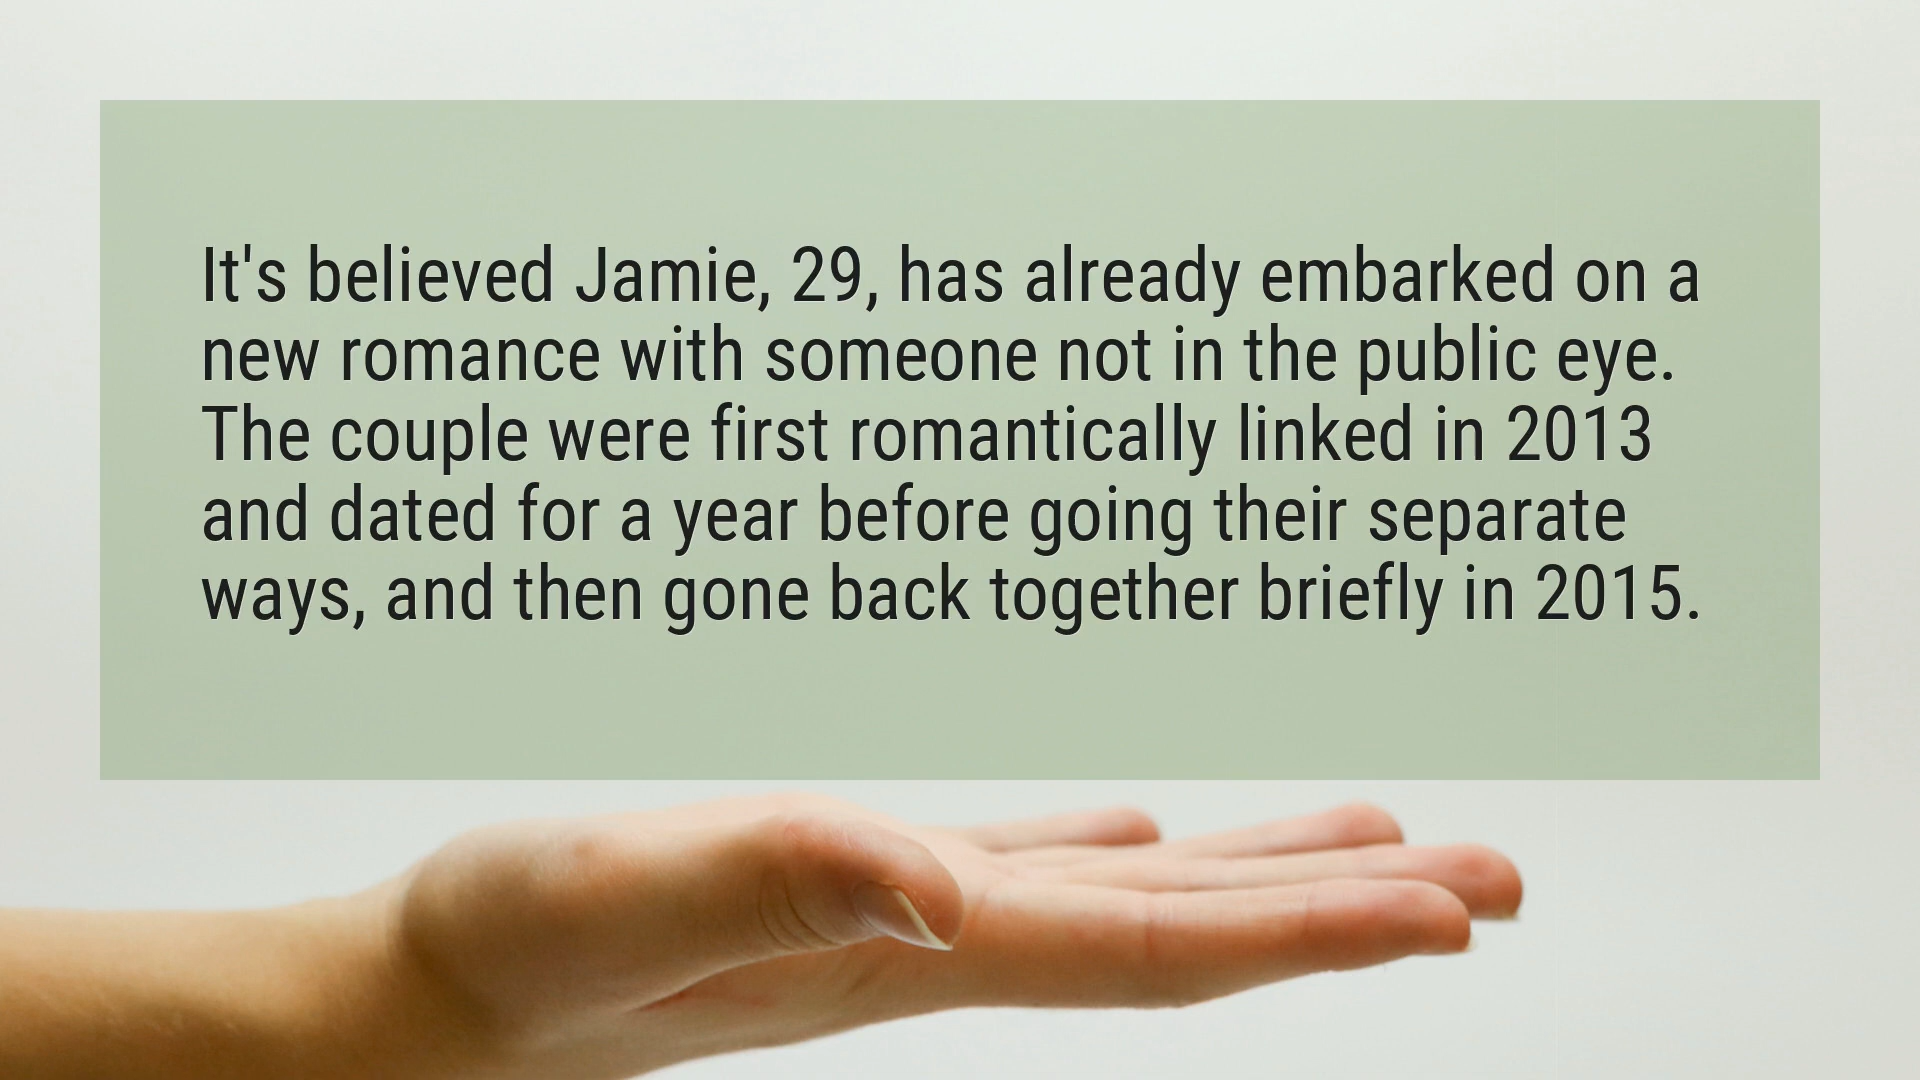 It's believed Jamie, 29, has already embarked on a
new romance with someone not in the public eye.
The couple were first romantically linked in 2013
and dated for a year before going their separate
ways, and then gone back together briefly in 2015.